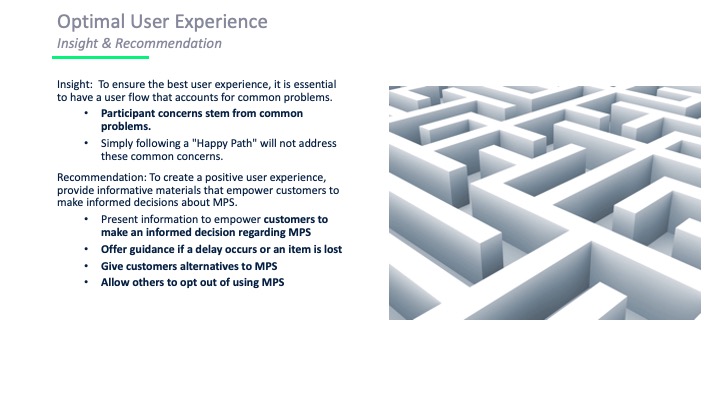 Optimal User Experience
Insight & Recommendation
Insight:  To ensure the best user experience, it is essential
to have a user flow that accounts for common problems.
• Participant concerns stem from common
problems.
• Simply following a "Happy Path" will not address
these common concerns.
Recommendation: To create a positive user experience,
provide informative materials that empower customers to
make informed decisions about MPS.
• Present information to empower customers to
make an informed decision regarding MPS
• Offer guidance if a delay occurs or an item is lost
• Give customers alternatives to MPS
• Allow others to opt out of using MPS